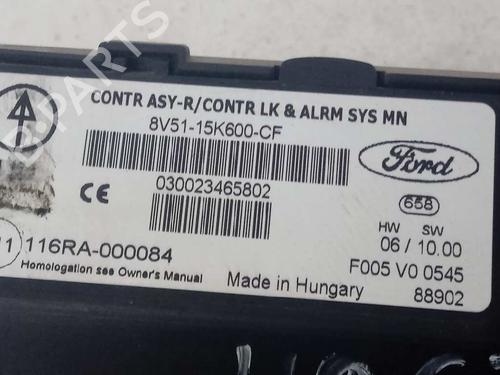 CONTR ASY-R/CONTR LK & ALRM SYS MN
8V51-15K600-CF
Ford
030023465802
CE
658
HW SW
06 / 10.00
11 116RA-000084
F005 V0 0545
Homologation see Owner's Manual
Made in Hungary
88902